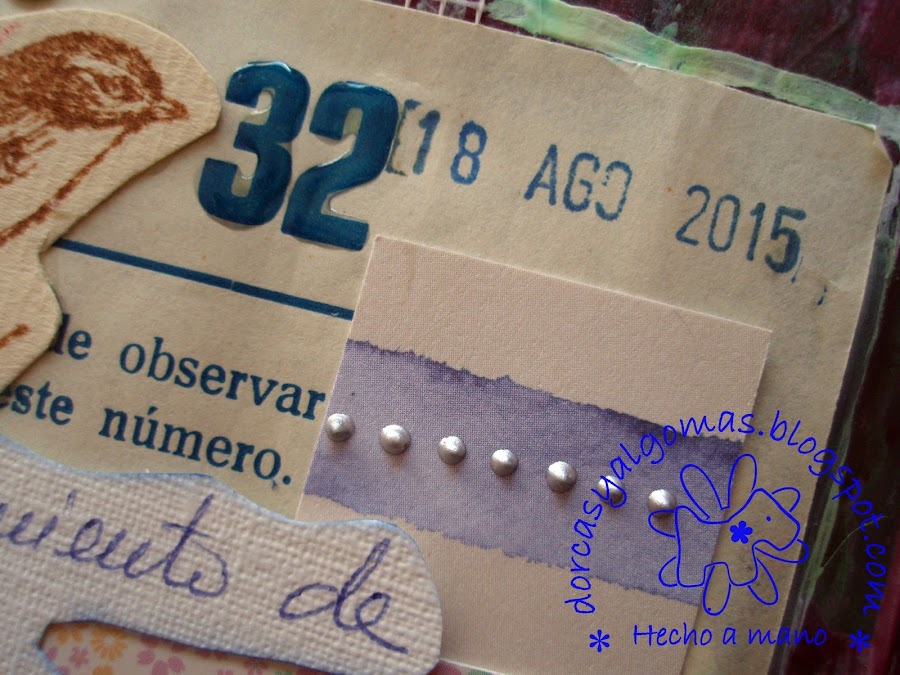 32
18 AGO 2015
de observar
este número.
miento de
dorcasyalgomas.blogspot.com
* Hecho a mano *